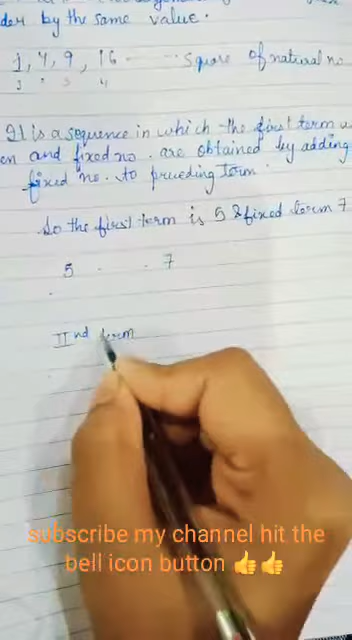 der by the same value.
1, 4, 9, 16 - ..... square of natural no
1 2 3 4
It is a sequence in which the first term
en and fixed no. are obtained by adding
fixed no. to preceding term
So the first term is 5 & fixed term 7
5 . . 7
IInd term
subscribe my channel hit the
bell icon button 👍👍